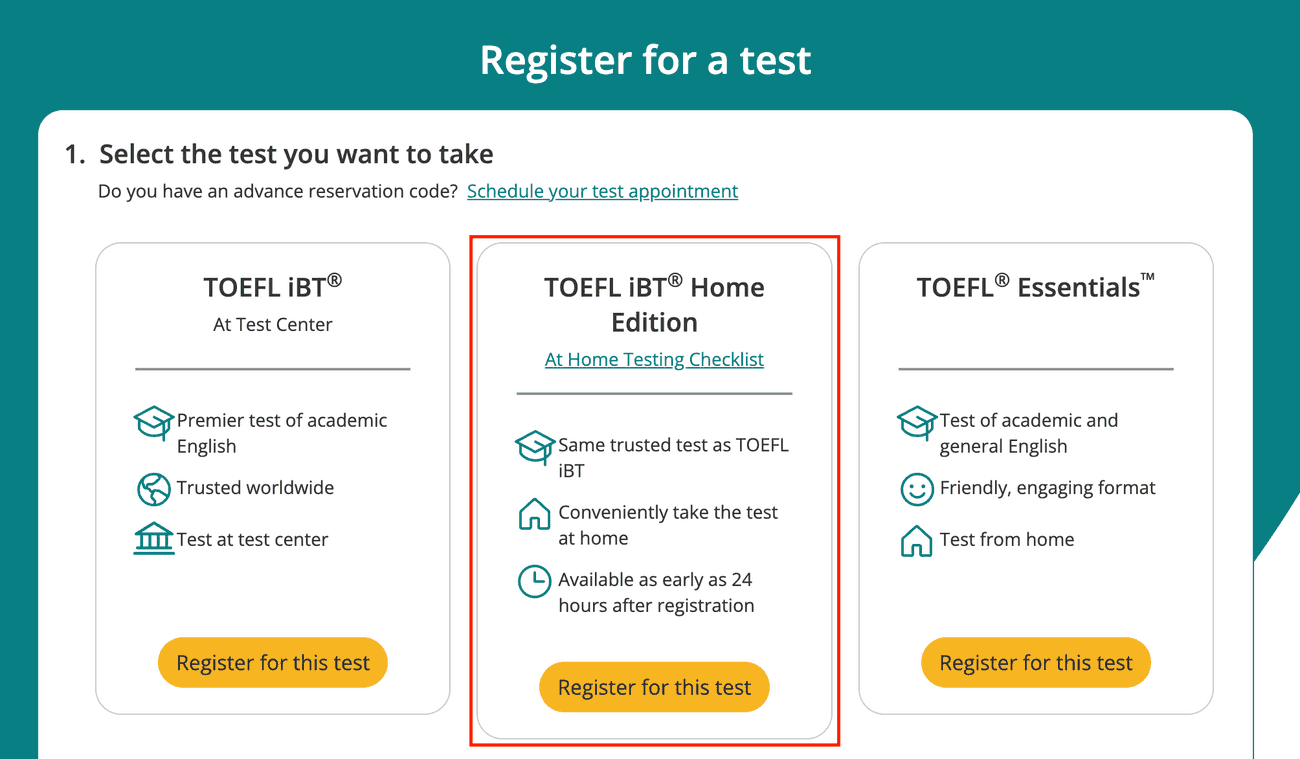 Register for a test
1. Select the test you want to take
Do you have an advance reservation code? Schedule your test appointment
TOEFL iBT®
At Test Center
Premier test of academic
English
Trusted worldwide
Test at test center
Register for this test
TOEFL iBT® Home
Edition
At Home Testing Checklist
Same trusted test as TOEFL
iBT
Conveniently take the test
at home
Available as early as 24
hours after registration
Register for this test
TOEFL® Essentials™
Test of academic and
general English
Friendly, engaging format
Test from home
Register for this test